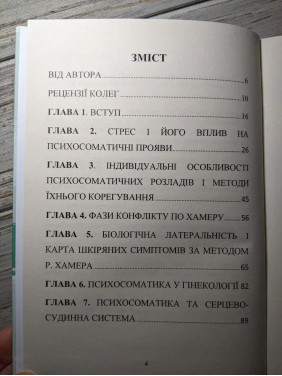 ЗМІСТ
ВІД АВТОРА 6
РЕЦЕНЗІЇ КОЛЕГ 10
ГЛАВА 1. ВСТУП 16
ГЛАВА 2. СТРЕС І ЙОГО ВПЛИВ НА
ПСИХОСОМАТИЧНІ ПРОЯВИ 26
ГЛАВА 3. ІНДИВІДУАЛЬНІ ОСОБЛИВОСТІ
ПСИХОСОМАТИЧНИХ РОЗЛАДІВ І МЕТОДИ
ЇХНЬОГО КОРЕГУВАННЯ 45
ГЛАВА 4. ФАЗИ КОНФЛІКТУ ПО ХАМЕРУ 56
ГЛАВА 5. БІОЛОГІЧНА ЛАТЕРАЛЬНІСТЬ І
КАРТА ШКІРЯНИХ СИМПТОМІВ ЗА МЕТОДОМ
Р. ХАМЕРА 65
ГЛАВА 6. ПСИХОСОМАТИКА У ГІНЕКОЛОГІЇ 82
ГЛАВА 7. ПСИХОСОМАТИКА ТА СЕРЦЕВО-
СУДИННА СИСТЕМА 89
4